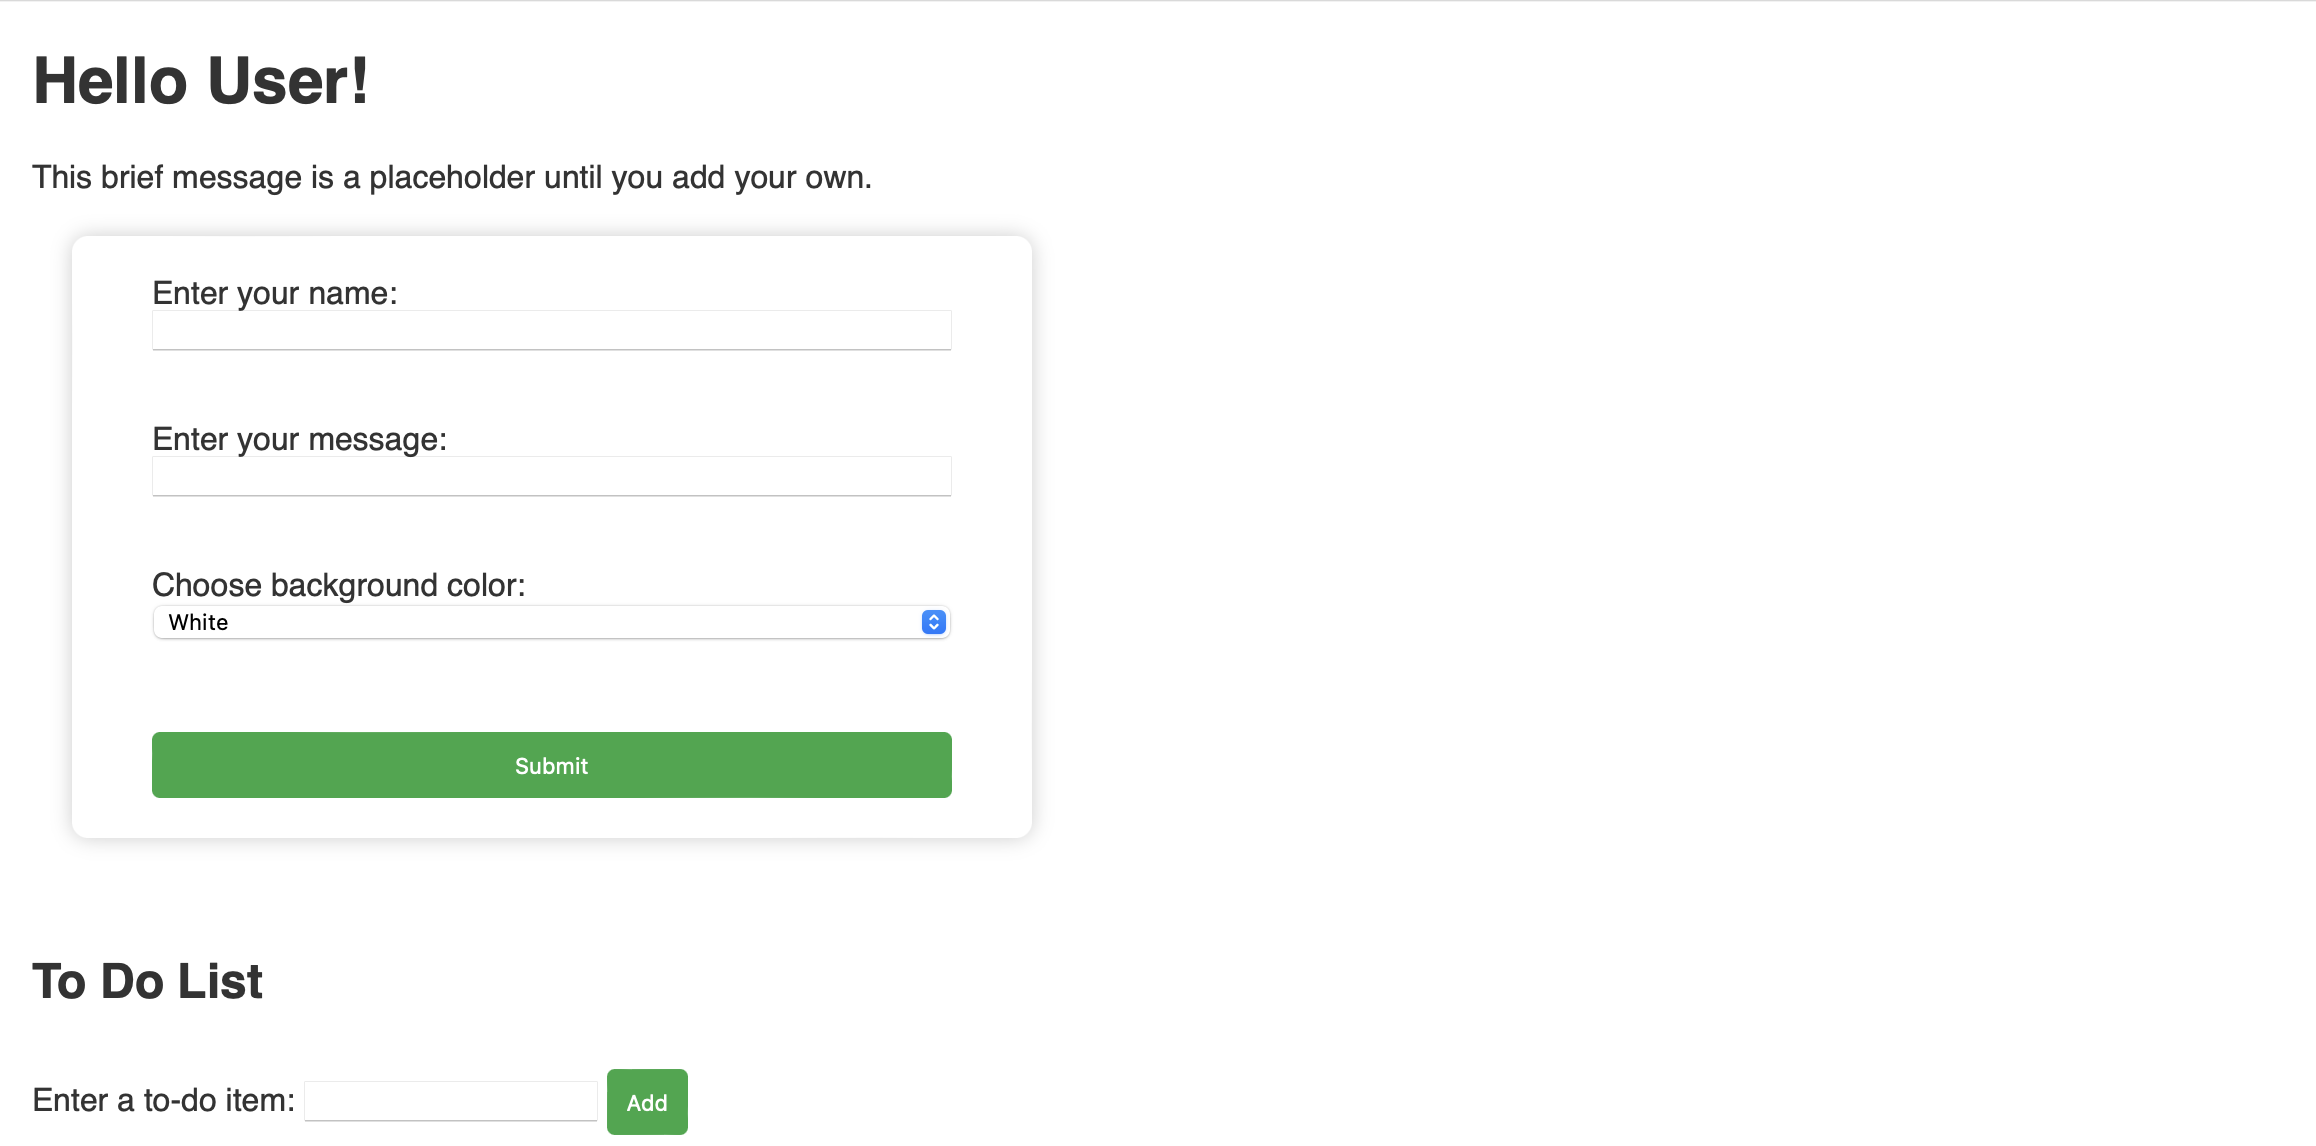 Hello User!
This brief message is a placeholder until you add your own.
Enter your name:
Enter your message:
Choose background color:
White
Submit
To Do List
Enter a to-do item:
Add